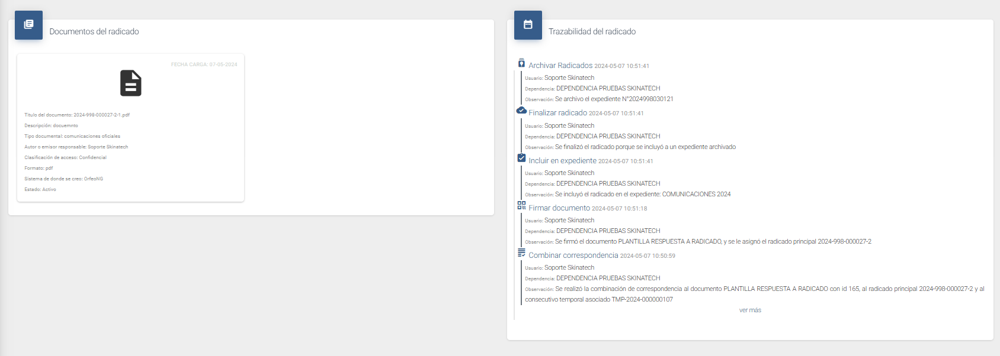 Documentos del radicado
FECHA CARGA: 07-05-2024
Titulo del documento: 2024-998-000027-2-1.pdf
Descripción: docuemnto
Tipo documental: comunicaciones oficiales
Autor o emisor responsable: Soporte Skinatech
Clasificación de acceso: Confidencial
Formato: pdf
Sistema de donde se creo: OrfeoNG
Estado: Activo
Trazabilidad del radicado
Archivar Radicados 2024-05-07 10:51:41
Usuario: Soporte Skinatech
Dependencia: DEPENDENCIA PRUEBAS SKINATECH
Observación: Se archivo el expediente N°2024998030121
Finalizar radicado 2024-05-07 10:51:41
Usuario: Soporte Skinatech
Dependencia: DEPENDENCIA PRUEBAS SKINATECH
Observación: Se finalizó el radicado porque se incluyó a un expediente archivado
Incluir en expediente 2024-05-07 10:51:41
Usuario: Soporte Skinatech
Dependencia: DEPENDENCIA PRUEBAS SKINATECH
Observación: Se incluyó el radicado en el expediente: COMUNICACIONES 2024
Firmar documento 2024-05-07 10:51:18
Usuario: Soporte Skinatech
Dependencia: DEPENDENCIA PRUEBAS SKINATECH
Observación: Se firmó el documento PLANTILLA RESPUESTA A RADICADO, y se le asignó el radicado principal 2024-998-000027-2
Combinar correspondencia 2024-05-07 10:50:59
Usuario: Soporte Skinatech
Dependencia: DEPENDENCIA PRUEBAS SKINATECH
Observación: Se realizó la combinación de correspondencia al documento PLANTILLA RESPUESTA A RADICADO con id 165, al radicado principal 2024-998-000027-2 y al
consecutivo temporal asociado TMP-2024-000000107
ver más